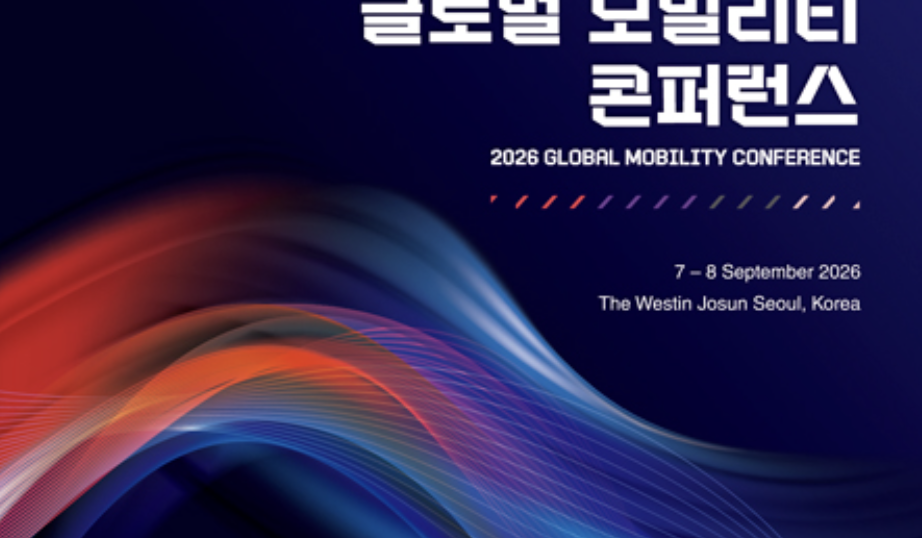 글로벌 모빌리티
콘퍼런스
2026 GLOBAL MOBILITY CONFERENCE
7 – 8 September 2026
The Westin Josun Seoul, Korea